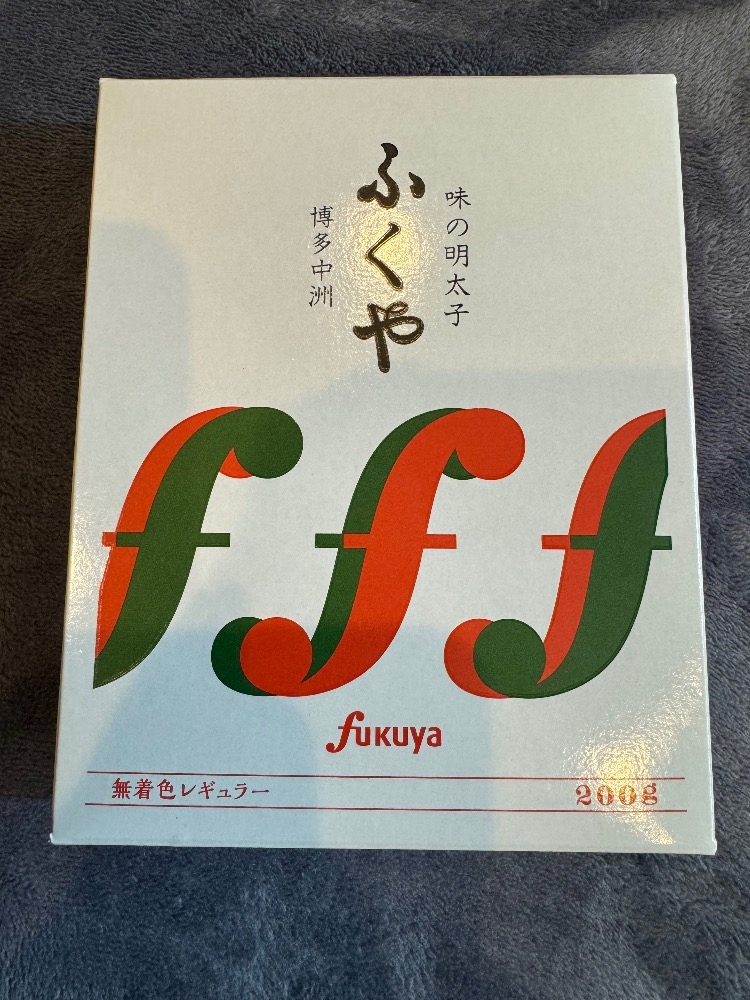 味の明太子
ふくや
博多中洲
f f f
fukuya
無着色レギュラー
200g